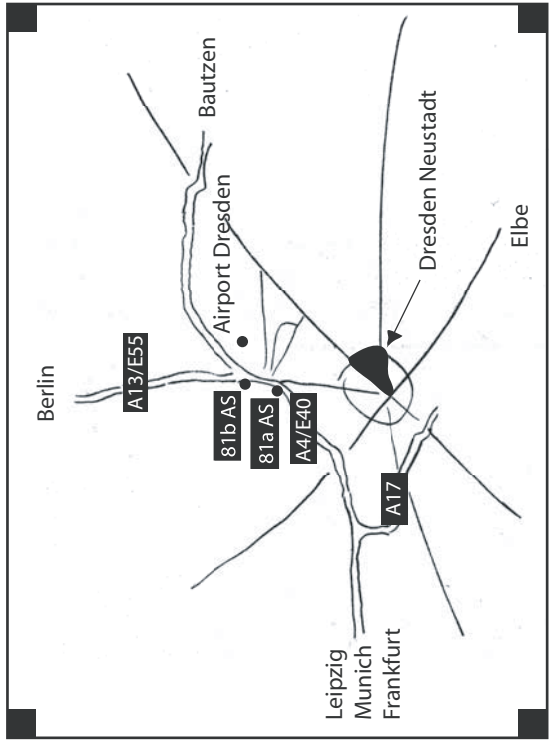 Berlin
A13/E55
Bautzen
Airport Dresden
81b AS
81a AS
A4/E40
Dresden Neustadt
A17
Elbe
Leipzig
Munich
Frankfurt